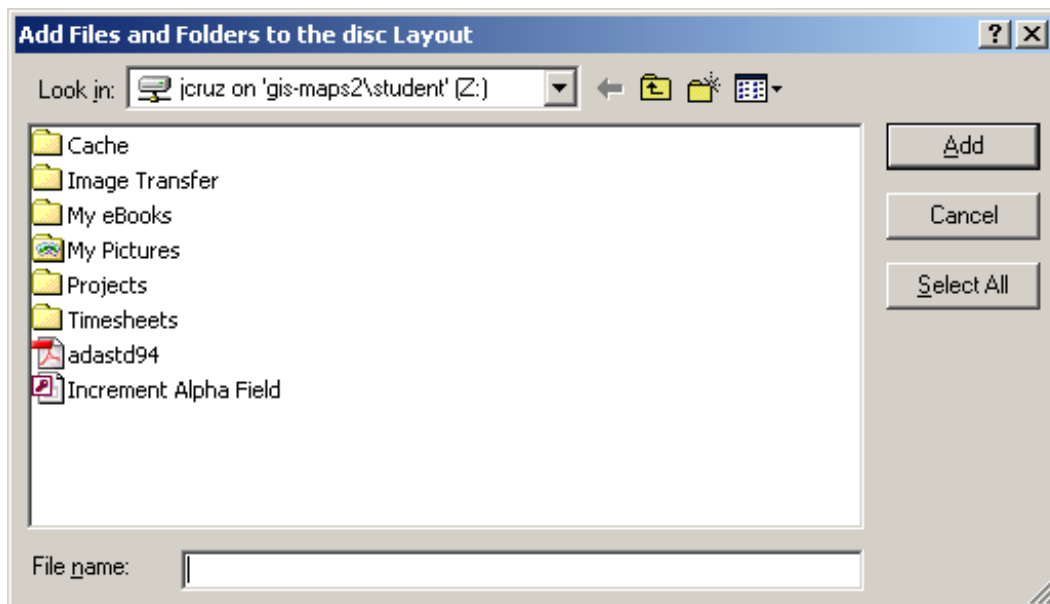 Add Files and Folders to the disc Layout
Look in: jcruz on 'gis-maps2\student' (Z:)
Cache
Image Transfer
My eBooks
My Pictures
Projects
Timesheets
adastd94
Increment Alpha Field
Add
Cancel
Select All
File name: